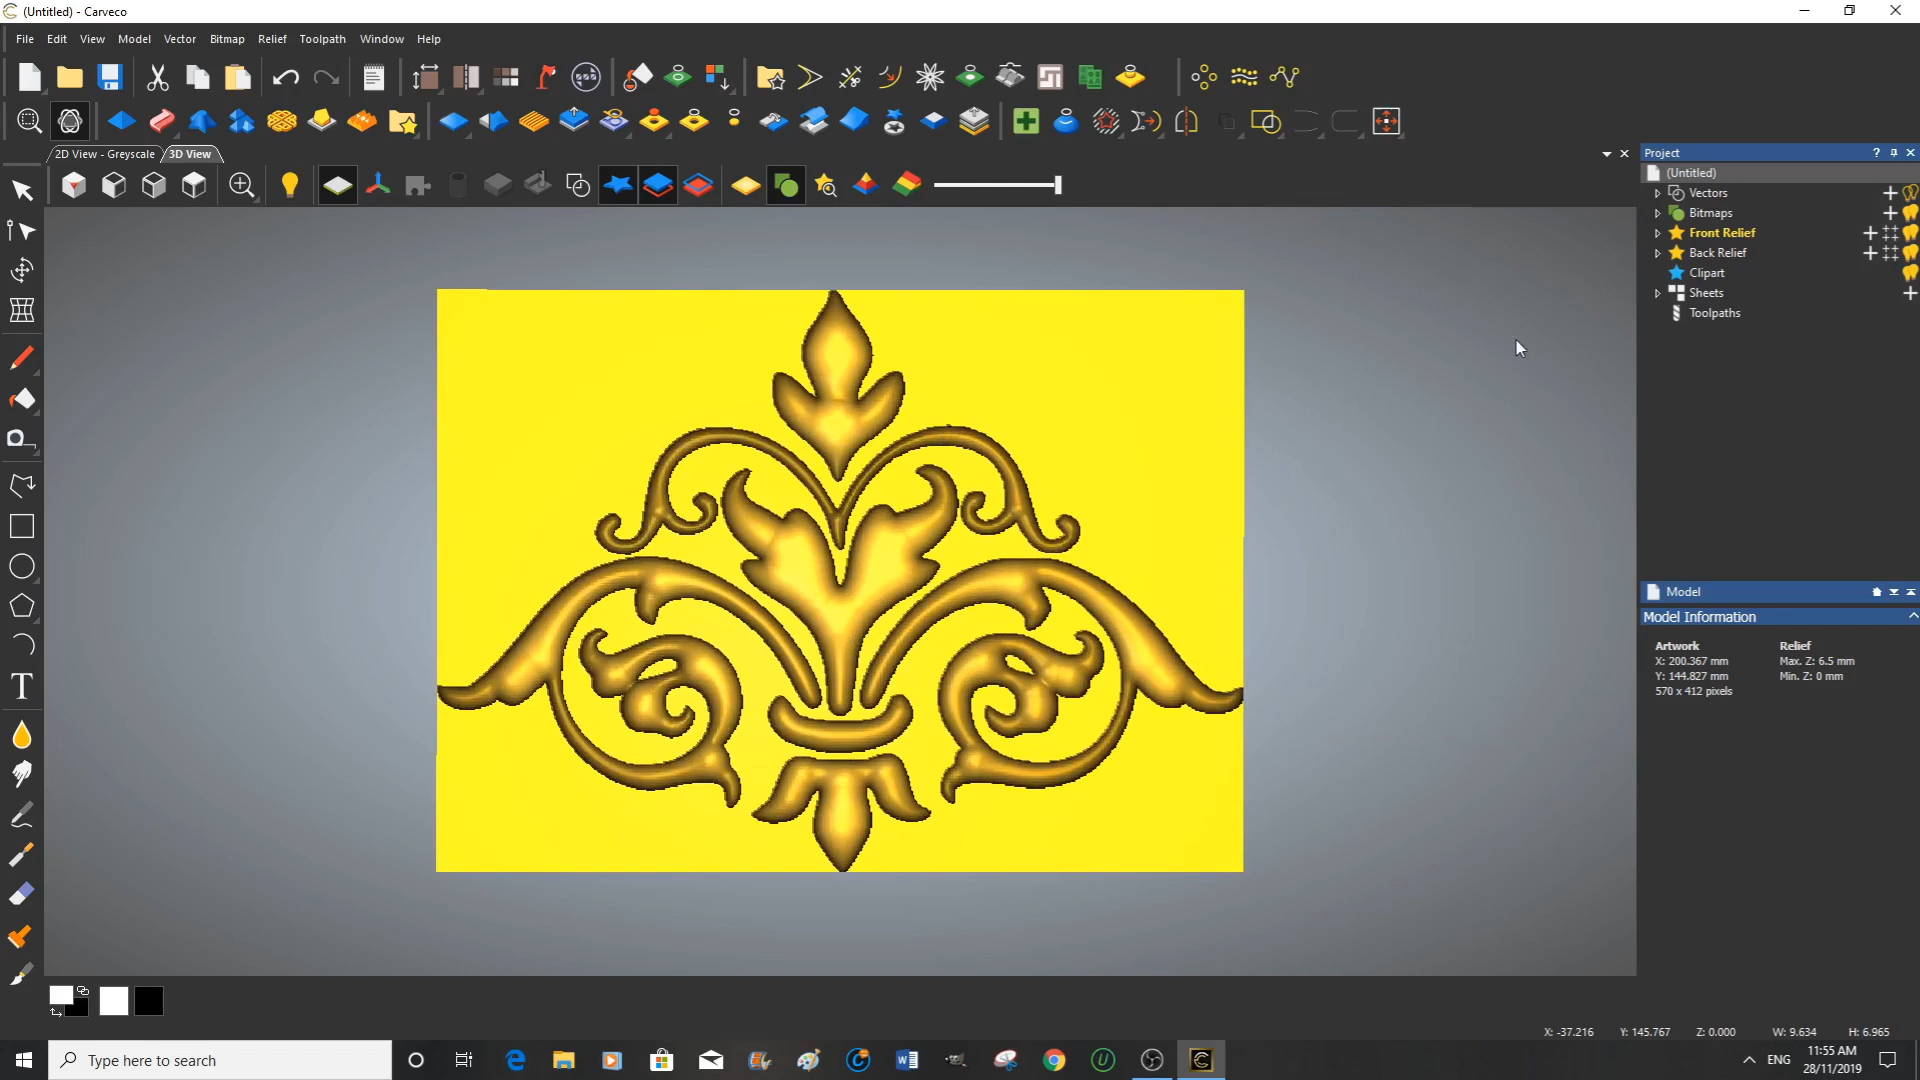 (Untitled) - Carveco
File Edit View Model Vector Bitmap Relief Toolpath Window Help
2D View - Greyscale 3D View
Project
(Untitled)
Vectors
Bitmaps
Front Relief
Back Relief
Clipart
Sheets
Toolpaths
Model
Model Information
Artwork Relief
X: 200.367 mm Max. Z: 6.5 mm
Y: 144.827 mm Min. Z: 0 mm
570 x 412 pixels
X: -37.216 Y: 145.767 Z: 0.000 W: 9.634 H: 6.965
Type here to search
ENG
11:55 AM
28/11/2019